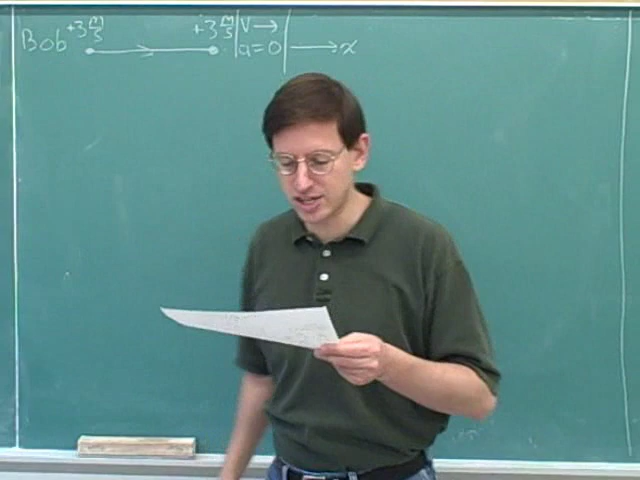 Bob +3 m/s +3 m/s V →
a=0 → x